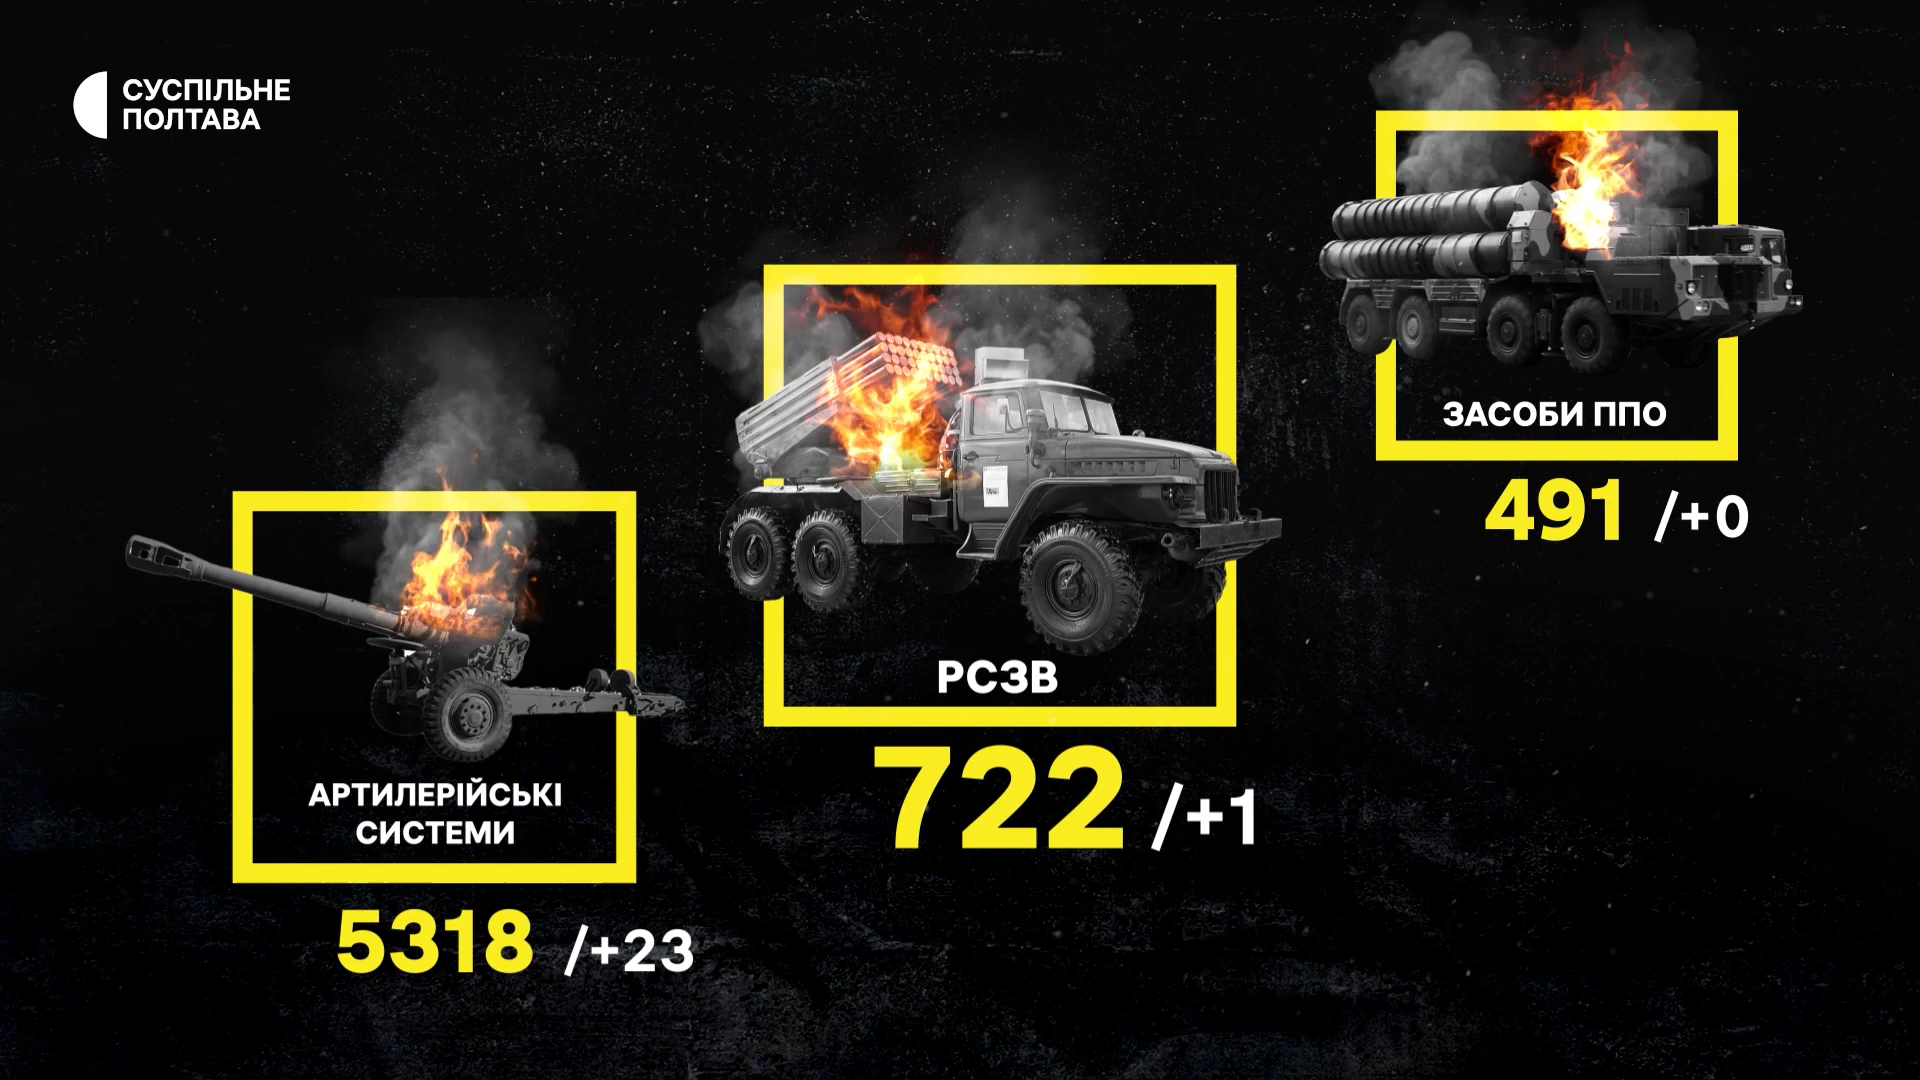 СУСПІЛЬНЕ
ПОЛТАВА
АРТИЛЕРІЙСЬКІ
СИСТЕМИ
5318 /+23
РСЗВ
722 /+1
ЗАСОБИ ППО
491 /+0